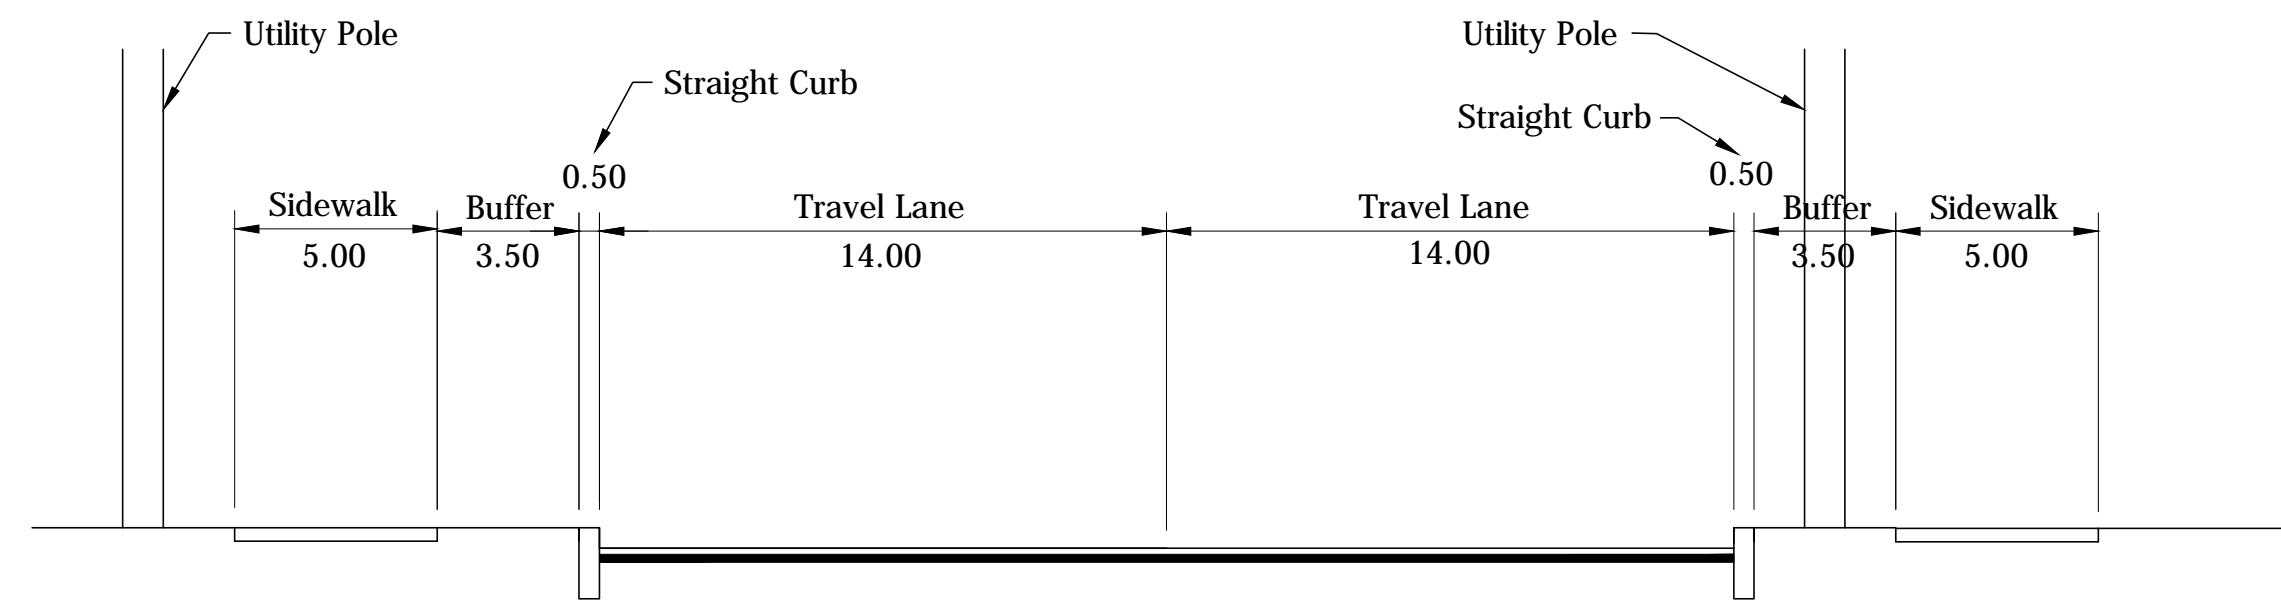 Utility Pole
Utility Pole
Straight Curb
Straight Curb
0.50
0.50
Sidewalk
Buffer
Travel Lane
Travel Lane
Buffer
Sidewalk
5.00
3.50
14.00
14.00
3.50
5.00